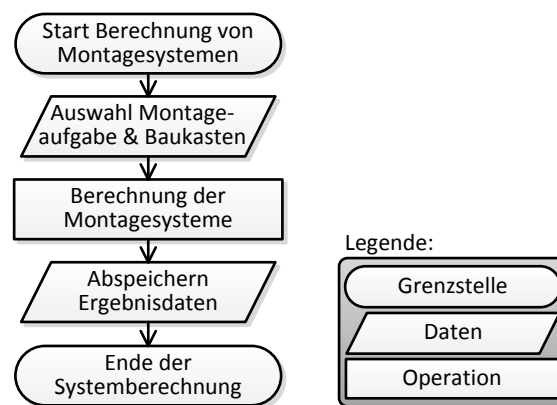 Start Berechnung von
Montagesystemen
Auswahl Montage-
aufgabe & Baukasten
Berechnung der
Montagesysteme
Abspeichern
Ergebnisdaten
Ende der
Systemberechnung
Legende:
Grenzstelle
Daten
Operation